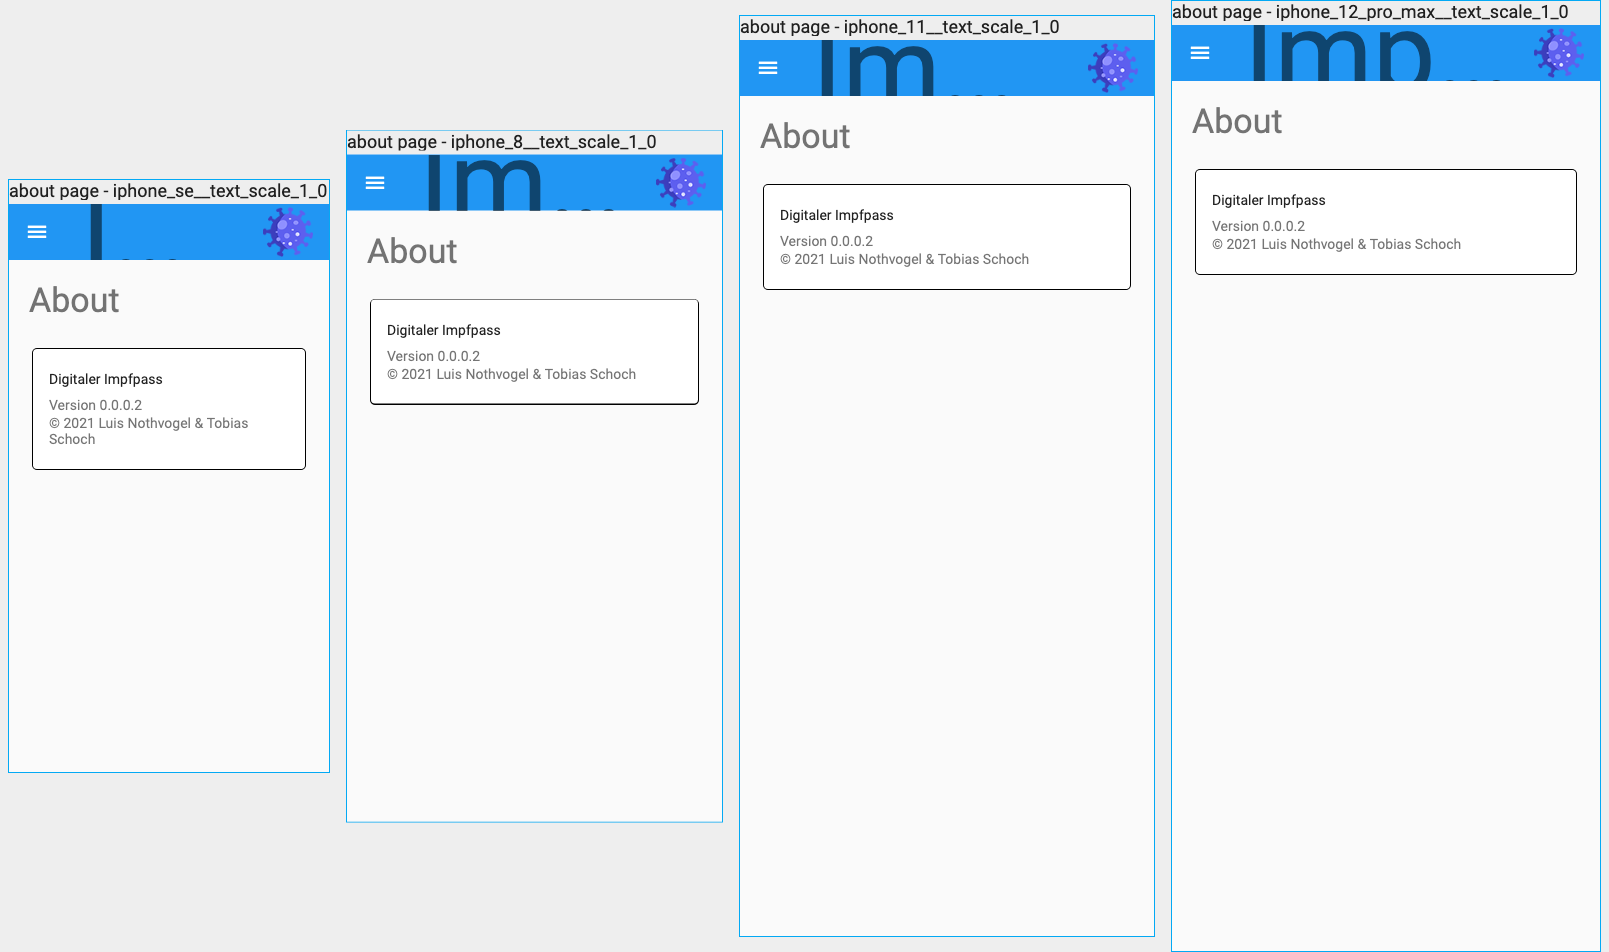 about page - iphone_se__text_scale_1_0
I...
About
Digitaler Impfpass
Version 0.0.0.2
© 2021 Luis Nothvogel & Tobias
Schoch
about page - iphone_8__text_scale_1_0
Im...
About
Digitaler Impfpass
Version 0.0.0.2
© 2021 Luis Nothvogel & Tobias Schoch
about page - iphone_11__text_scale_1_0
Im...
About
Digitaler Impfpass
Version 0.0.0.2
© 2021 Luis Nothvogel & Tobias Schoch
about page - iphone_12_pro_max__text_scale_1_0
Imp...
About
Digitaler Impfpass
Version 0.0.0.2
© 2021 Luis Nothvogel & Tobias Schoch